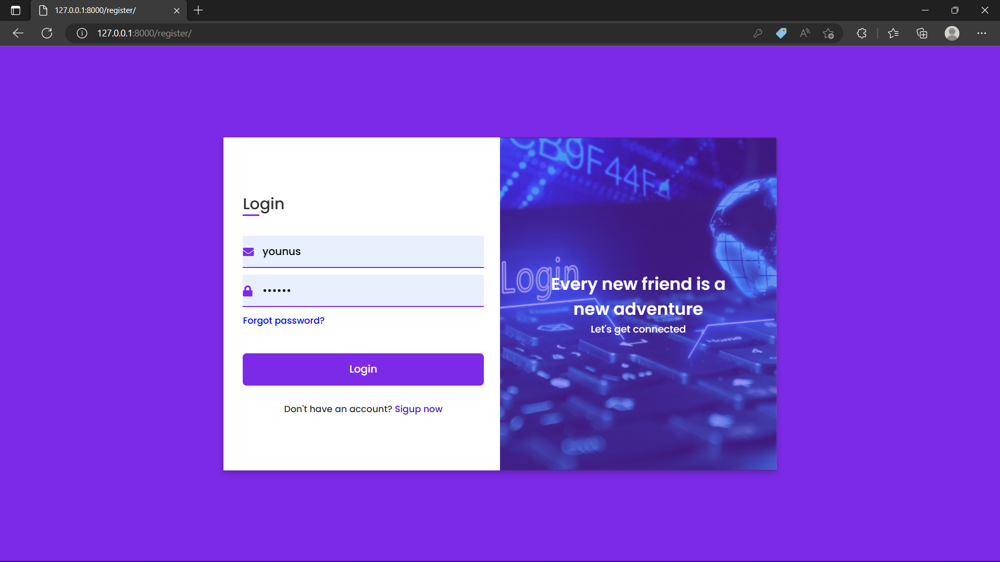 127.0.0.1:8000/register/
127.0.0.1:8000/register/
Login
younus
••••••
Forgot password?
Login
Don't have an account? Sigup now
CB9F44F4
Login
Every new friend is a
new adventure
Let's get connected
Home